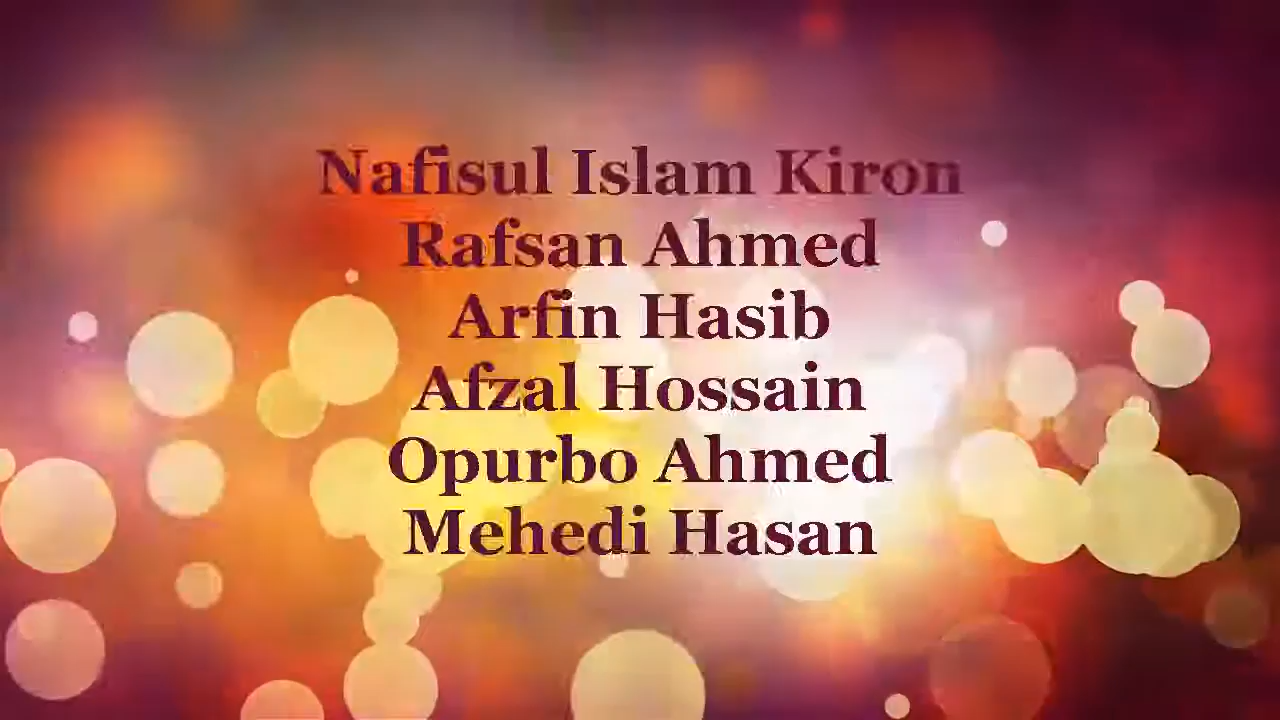 Nafisul Islam Kiron
Rafsan Ahmed
Arfin Hasib
Afzal Hossain
Opurbo Ahmed
Mehedi Hasan